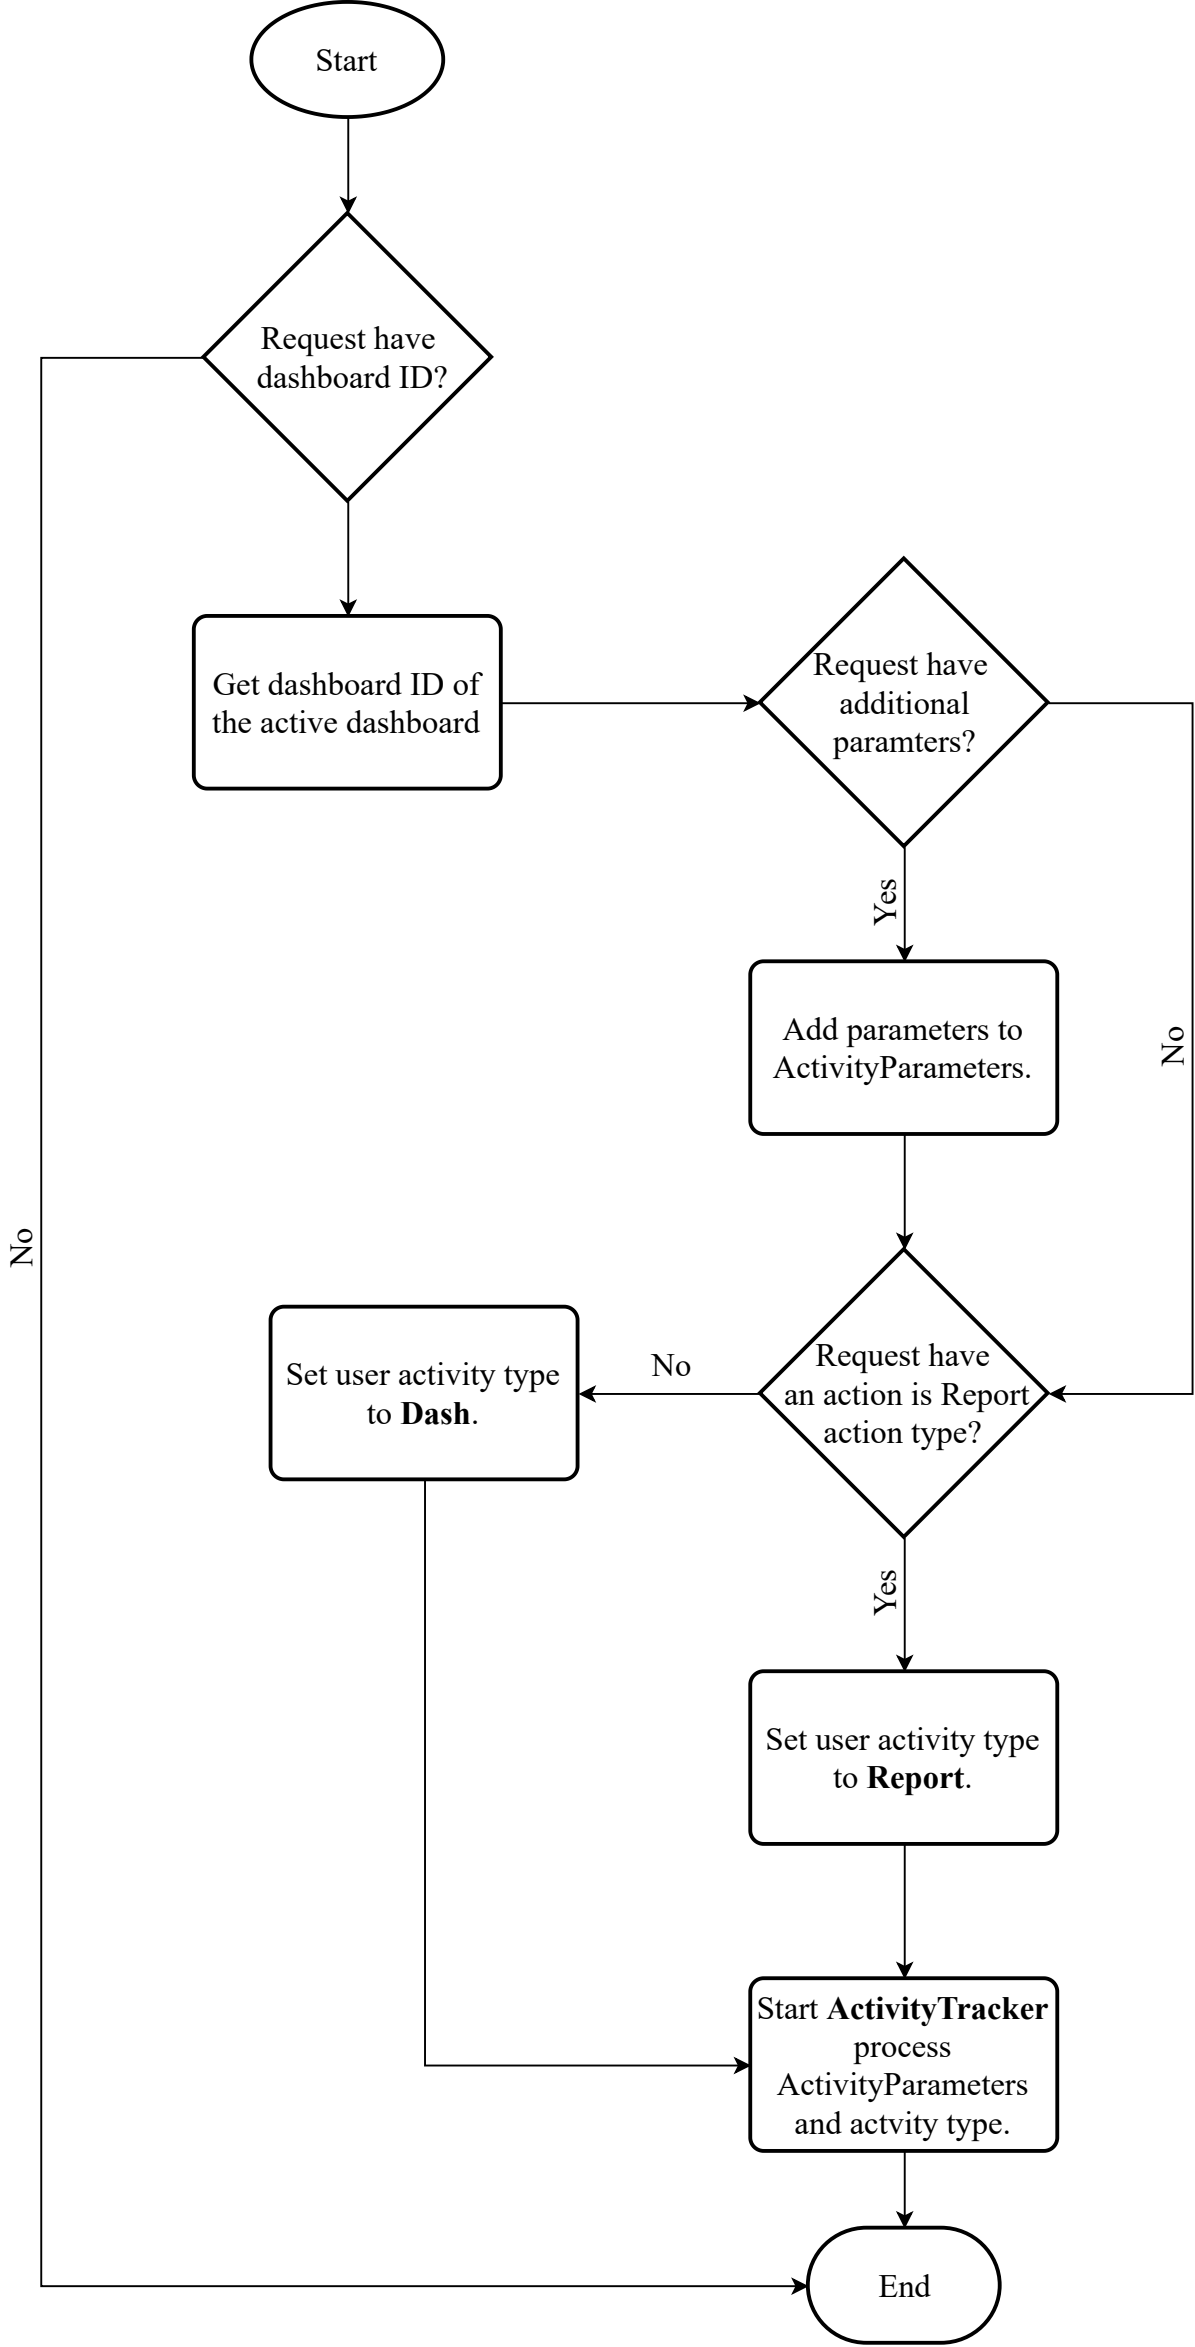 Start
Request have
dashboard ID?
Get dashboard ID of
the active dashboard
Request have
additional
paramters?
Yes
No
Add parameters to
ActivityParameters.
No
Request have
an action is Report
action type?
No
Set user activity type
to Dash.
Yes
Set user activity type
to Report.
Start ActivityTracker
process
ActivityParameters
and actvity type.
End